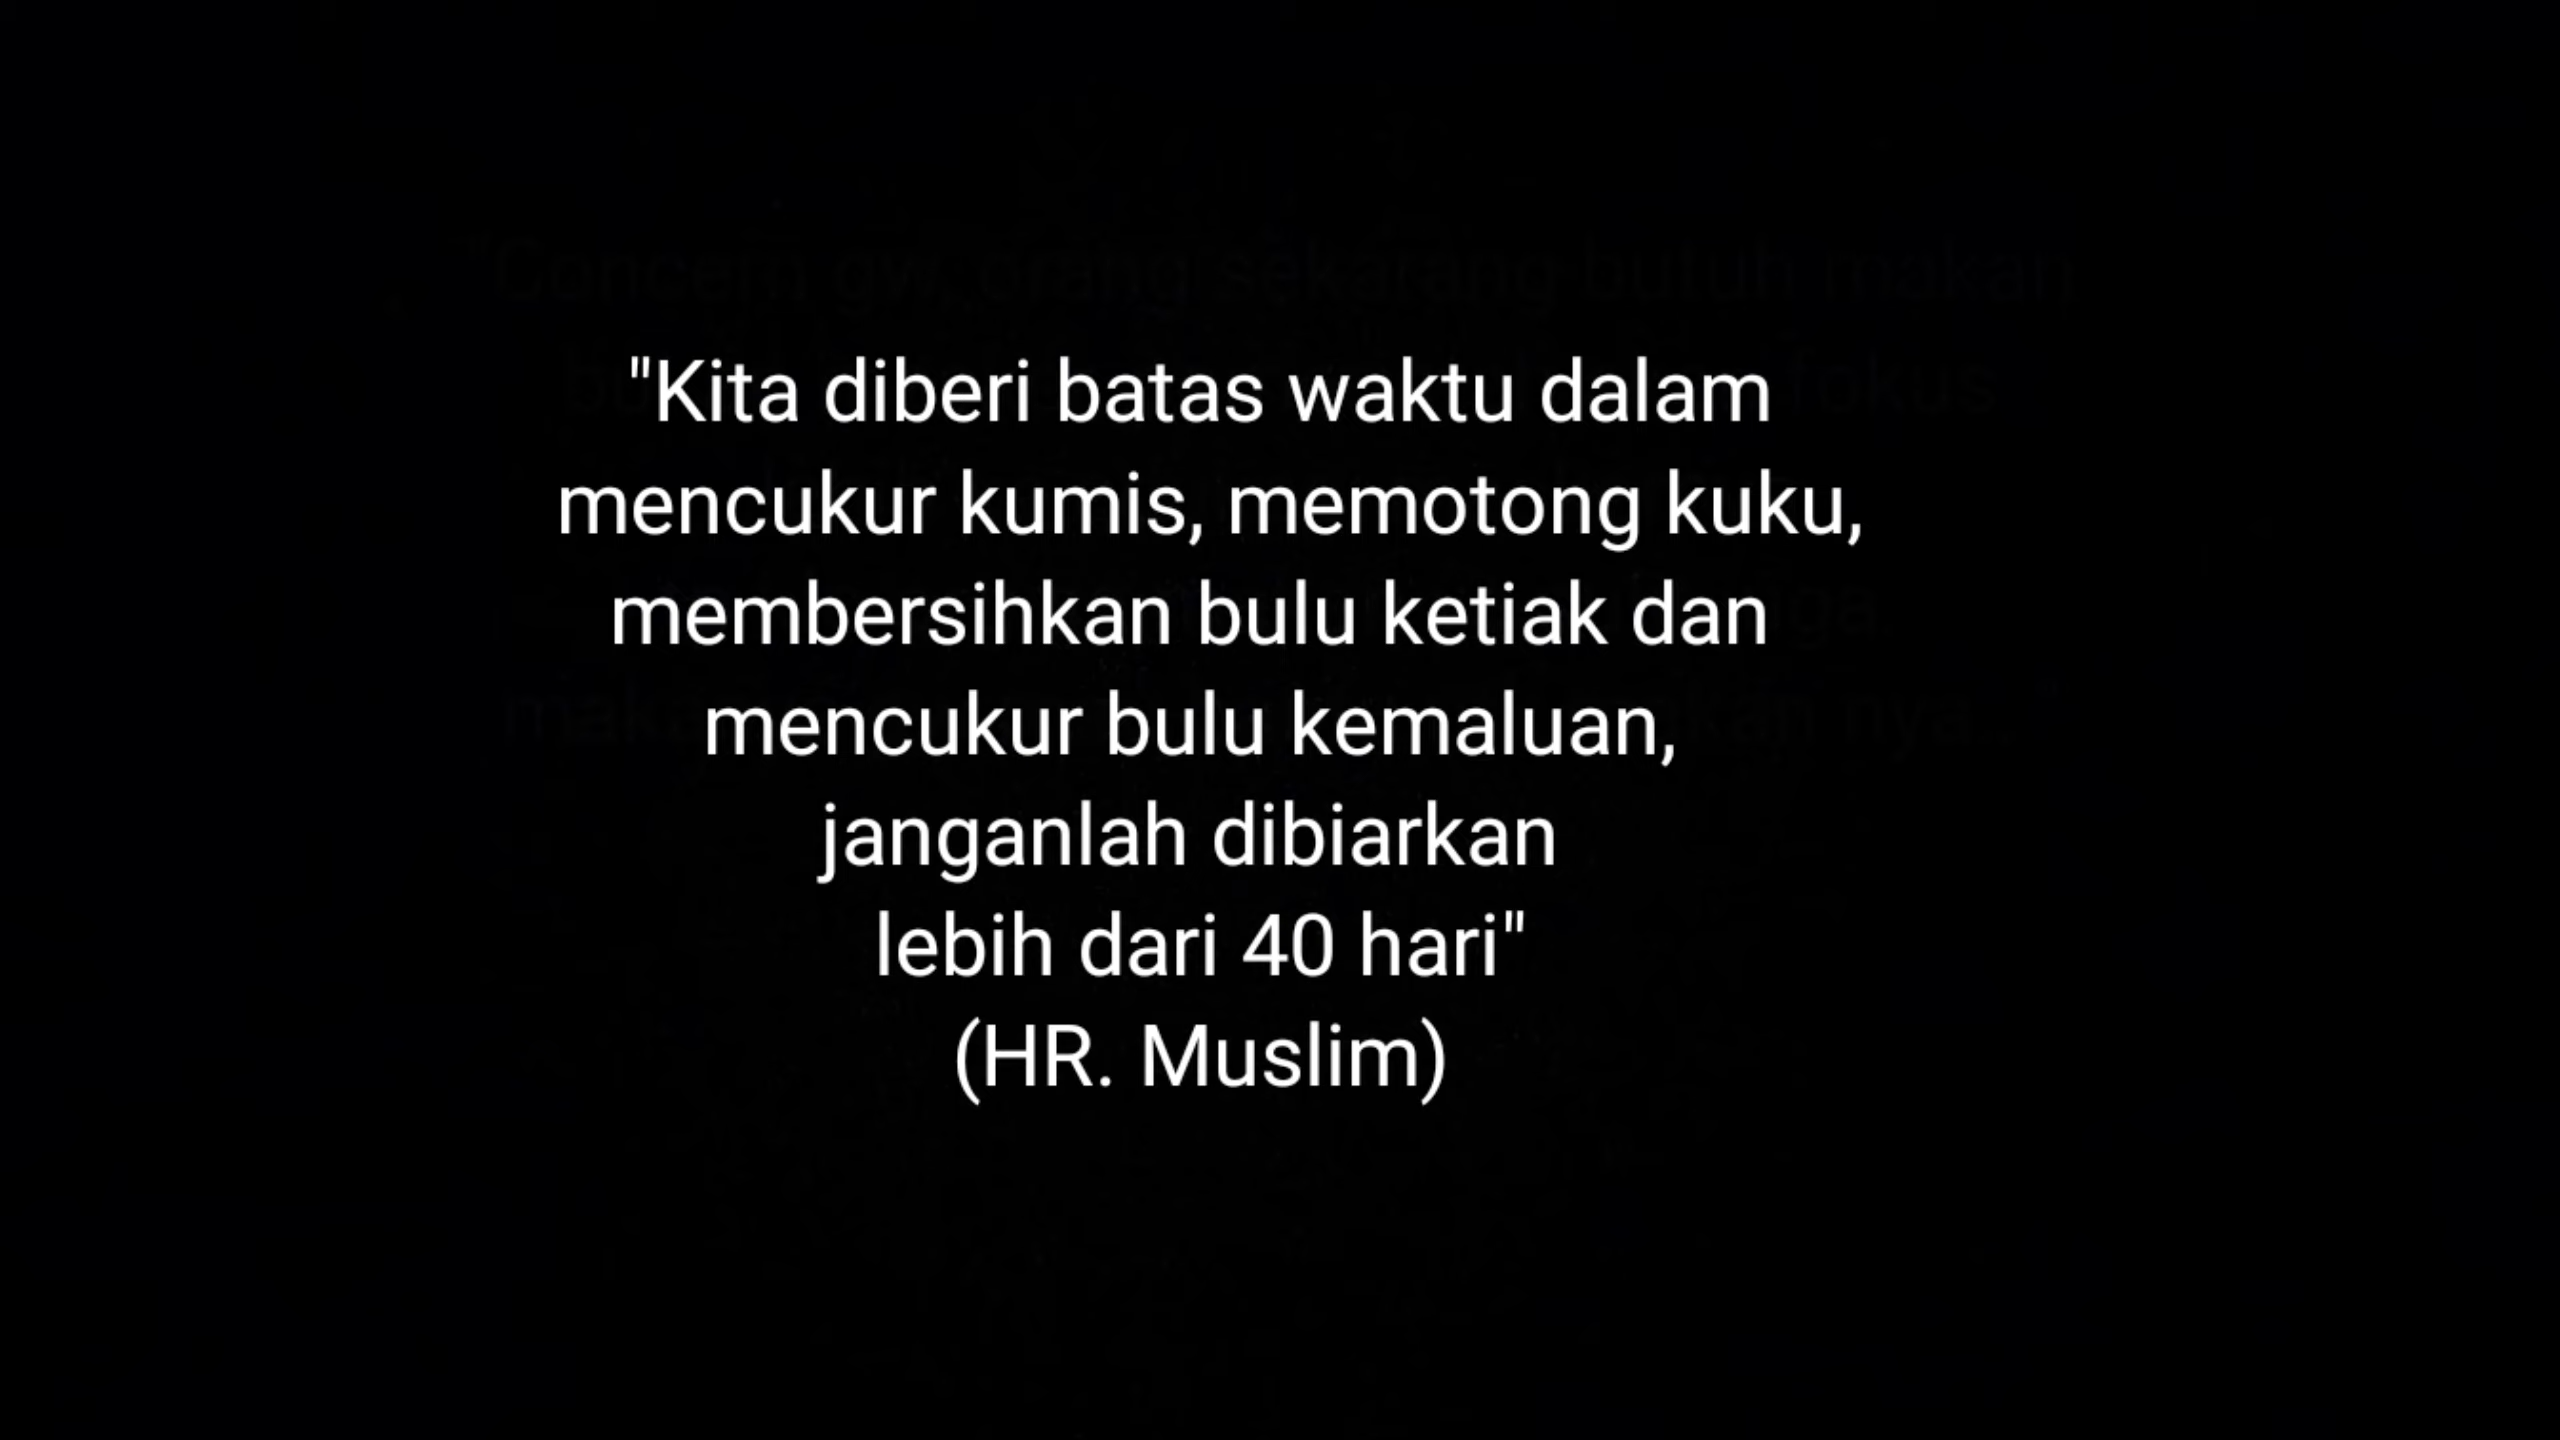 "Kita diberi batas waktu dalam
mencukur kumis, memotong kuku,
membersihkan bulu ketiak dan
mencukur bulu kemaluan,
janganlah dibiarkan
lebih dari 40 hari"
(HR. Muslim)